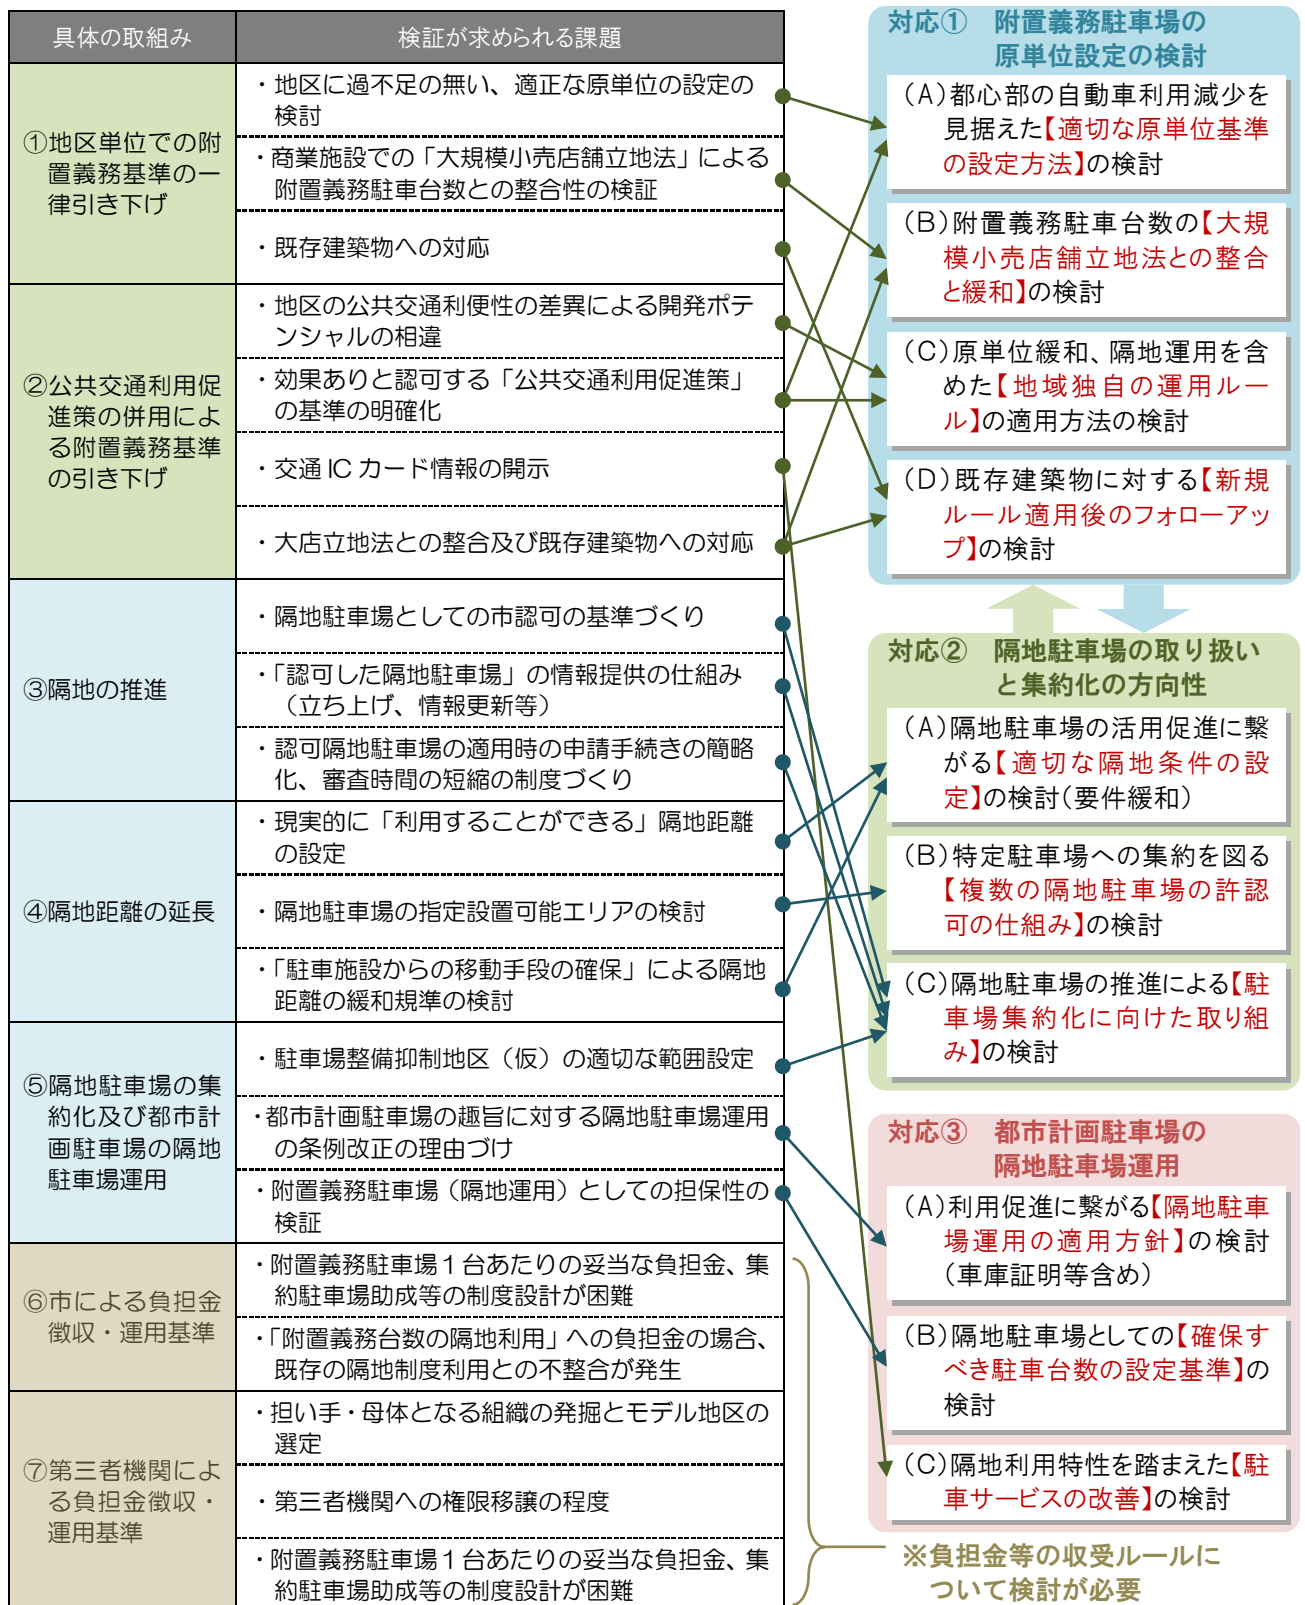 具体の取組み
検証が求められる課題
①地区単位での附
置義務基準の一
律引き下げ
・地区に過不足の無い、適正な原単位の設定の
検討
・商業施設での「大規模小売店舗立地法」による
附置義務駐車台数との整合性の検証
・既存建築物への対応
②公共交通利用促
進策の併用によ
る附置義務基準
の引き下げ
・地区の公共交通利便性の差異による開発ポテ
ンシャルの相違
・効果ありと認可する「公共交通利用促進策」
の基準の明確化
・交通 IC カード情報の開示
・大店立地法との整合及び既存建築物への対応
③隔地の推進
・隔地駐車場としての市認可の基準づくり
・「認可した隔地駐車場」の情報提供の仕組み
（立ち上げ、情報更新等）
・認可隔地駐車場の適用時の申請手続きの簡略
化、審査時間の短縮の制度づくり
④隔地距離の延長
・現実的に「利用することができる」隔地距離
の設定
・隔地駐車場の指定設置可能エリアの検討
・「駐車施設からの移動手段の確保」による隔地
距離の緩和規準の検討
⑤隔地駐車場の集
約化及び都市計
画駐車場の隔地
駐車場運用
・駐車場整備抑制地区（仮）の適切な範囲設定
・都市計画駐車場の趣旨に対する隔地駐車場運用
の条例改正の理由づけ
・附置義務駐車場（隔地運用）としての担保性の
検証
⑥市による負担金
徴収・運用基準
・附置義務駐車場１台あたりの妥当な負担金、集
約駐車場助成等の制度設計が困難
・「附置義務台数の隔地利用」への負担金の場合、
既存の隔地制度利用との不整合が発生
⑦第三者機関によ
る負担金徴収・
運用基準
・担い手・母体となる組織の発掘とモデル地区の
選定
・第三者機関への権限移譲の程度
・附置義務駐車場１台あたりの妥当な負担金、集
約駐車場助成等の制度設計が困難
対応①　附置義務駐車場の
原単位設定の検討
（A）都心部の自動車利用減少を
見据えた【適切な原単位基準
の設定方法】の検討
（B）附置義務駐車台数の【大規
模小売店舗立地法との整合
と緩和】の検討
（C）原単位緩和、隔地運用を含
めた【地域独自の運用ルー
ル】の適用方法の検討
（D）既存建築物に対する【新規
ルール適用後のフォローアッ
プ】の検討
対応②　隔地駐車場の取り扱い
と集約化の方向性
（A）隔地駐車場の活用促進に繋
がる【適切な隔地条件の設
定】の検討（要件緩和）
（B）特定駐車場への集約を図る
【複数の隔地駐車場の許認
可の仕組み】の検討
（C）隔地駐車場の推進による【駐
車場集約化に向けた取り組
み】の検討
対応③　都市計画駐車場の
隔地駐車場運用
（A）利用促進に繋がる【隔地駐車
場運用の適用方針】の検討
（車庫証明等含め）
（B）隔地駐車場としての【確保す
べき駐車台数の設定基準】の
検討
（C）隔地利用特性を踏まえた【駐
車サービスの改善】の検討
※負担金等の収受ルールに
ついて検討が必要